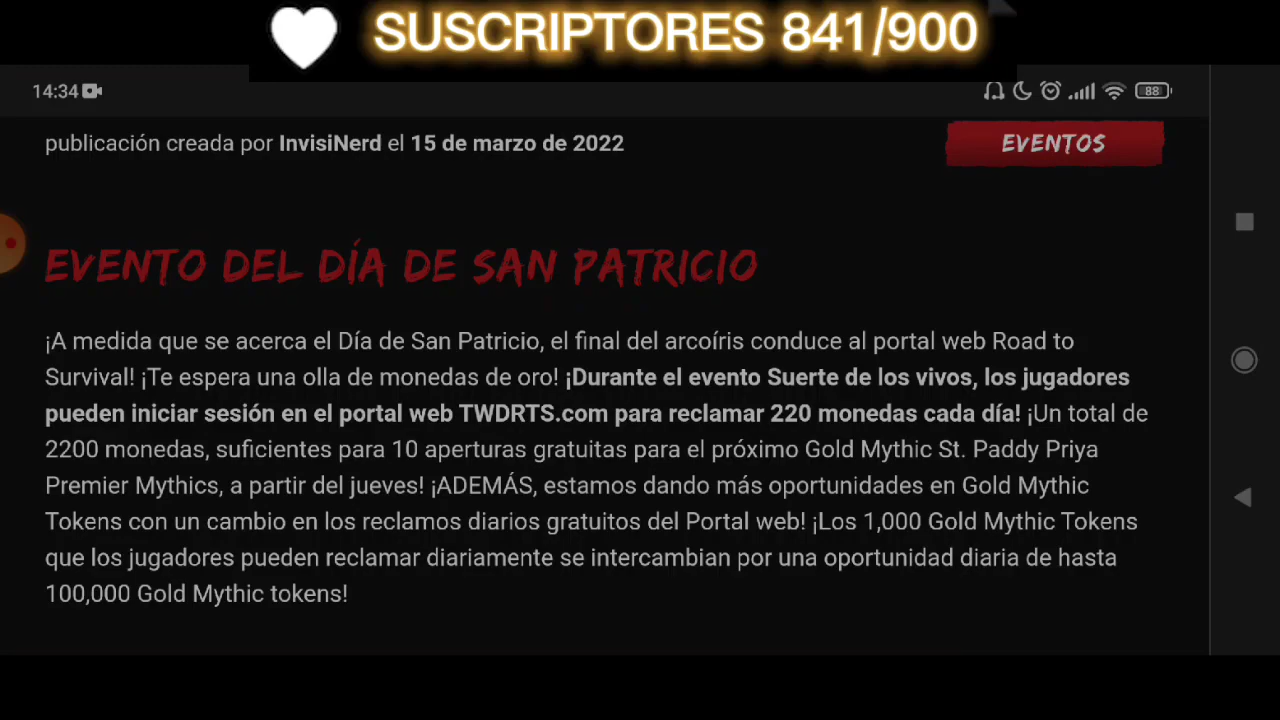 SUSCRIPTORES 841/900
14:34
88
publicación creada por InvisiNerd el 15 de marzo de 2022
EVENTOS
EVENTO DEL DÍA DE SAN PATRICIO
¡A medida que se acerca el Día de San Patricio, el final del arcoíris conduce al portal web Road to
Survival! ¡Te espera una olla de monedas de oro! ¡Durante el evento Suerte de los vivos, los jugadores
pueden iniciar sesión en el portal web TWDRTS.com para reclamar 220 monedas cada día! ¡Un total de
2200 monedas, suficientes para 10 aperturas gratuitas para el próximo Gold Mythic St. Paddy Priya
Premier Mythics, a partir del jueves! ¡ADEMÁS, estamos dando más oportunidades en Gold Mythic
Tokens con un cambio en los reclamos diarios gratuitos del Portal web! ¡Los 1,000 Gold Mythic Tokens
que los jugadores pueden reclamar diariamente se intercambian por una oportunidad diaria de hasta
100,000 Gold Mythic tokens!